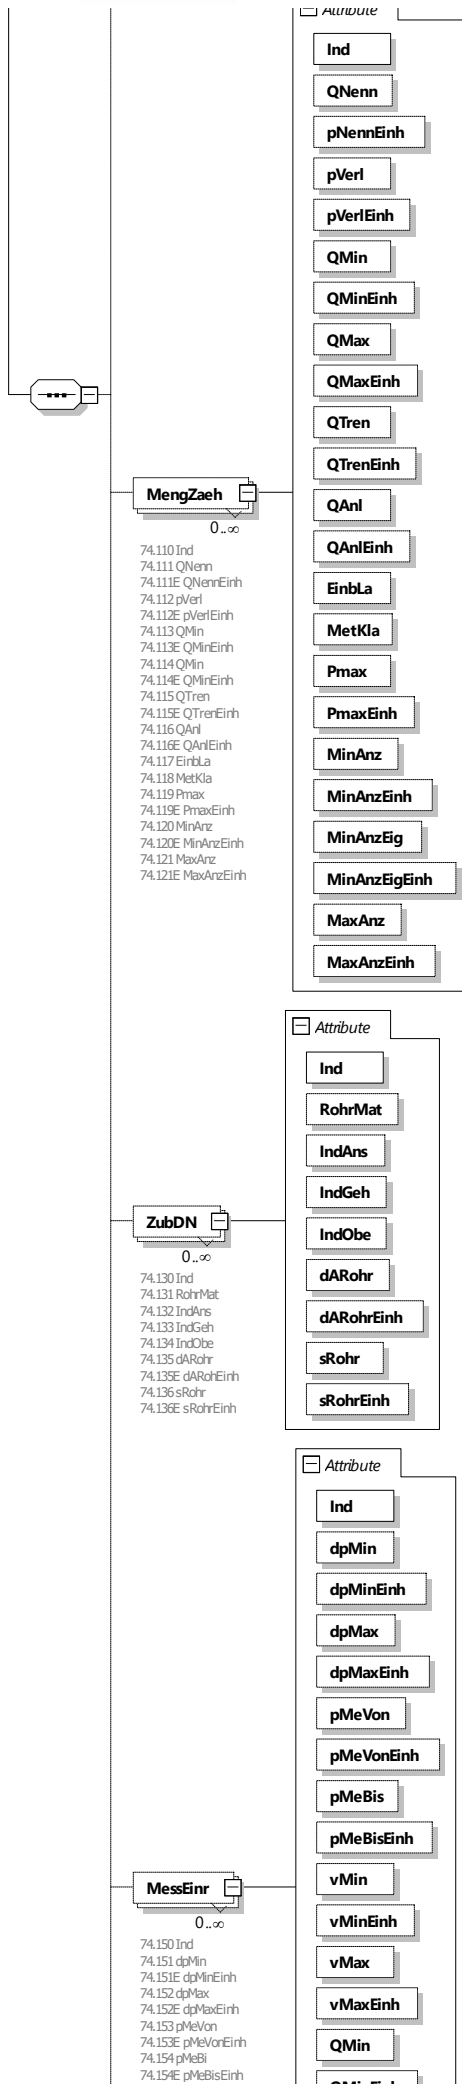 Attribute
Ind
QNenn
pNennEinh
pVerl
pVerlEinh
QMin
QMinEinh
QMax
QMaxEinh
QTren
QTrenEinh
QAnl
QAnlEinh
EinbLa
MetKla
Pmax
PmaxEinh
MinAnz
MinAnzEinh
MinAnzEig
MinAnzEigEinh
MaxAnz
MaxAnzEinh
MengZaeh
0..∞
74.110 Ind
74.111 QNenn
74.111E QNennEinh
74.112 pVerl
74.112E pVerlEinh
74.113 QMin
74.113E QMinEinh
74.114 QMin
74.114E QMinEinh
74.115 QTren
74.115E QTrenEinh
74.116 QAnl
74.116E QAnlEinh
74.117 EinbLa
74.118 MetKla
74.119 Pmax
74.119E PmaxEinh
74.120 MinAnz
74.120E MinAnzEinh
74.121 MaxAnz
74.121E MaxAnzEinh
Attribute
Ind
RohrMat
IndAns
IndGeh
IndObe
dARohr
dARohrEinh
sRohr
sRohrEinh
ZubDN
0..∞
74.130 Ind
74.131 RohrMat
74.132 IndAns
74.133 IndGeh
74.134 IndObe
74.135 dARohr
74.135E dARohEinh
74.136 sRohr
74.136E sRohrEinh
Attribute
Ind
dpMin
dpMinEinh
dpMax
dpMaxEinh
pMeVon
pMeVonEinh
pMeBis
pMeBisEinh
vMin
vMinEinh
vMax
vMaxEinh
QMin
QMinEinh
MessEinr
0..∞
74.150 Ind
74.151 dpMin
74.151E dpMinEinh
74.152 dpMax
74.152E dpMaxEinh
74.153 pMeVon
74.153E pMeVonEinh
74.154 pMeBi
74.154E pMeBisEinh